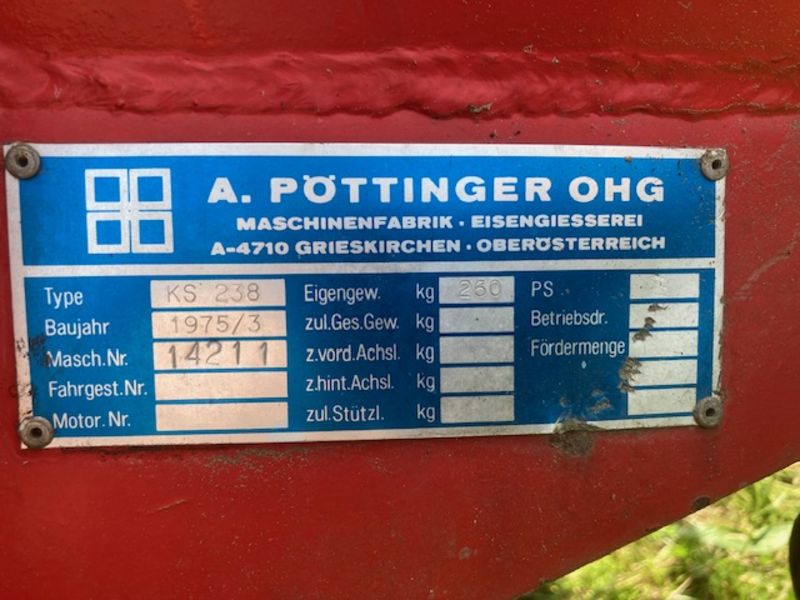 A. PÖTTINGER OHG
MASCHINENFABRIK · EISENGIESSEREI
A-4710 GRIESKIRCHEN · OBERÖSTERREICH
Type KS 238 Eigengew. kg 260 PS
Baujahr 1975/3 zul.Ges.Gew. kg Betriebsdr.
Masch.Nr. 14211 z.vord.Achsl. kg Fördermenge
Fahrgest.Nr. z.hint.Achsl. kg
Motor.Nr. zul.Stützl. kg